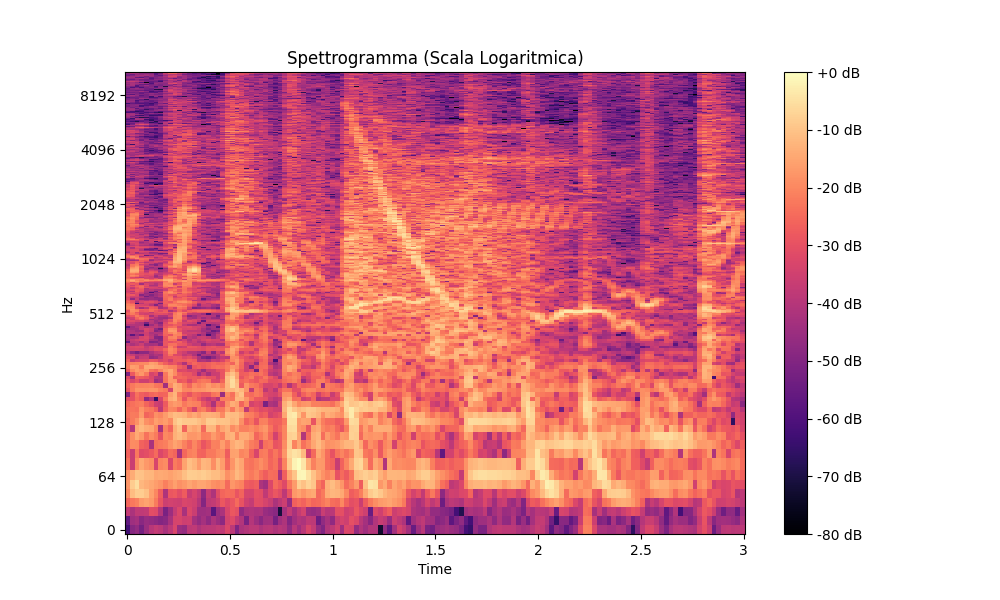 Spettrogramma (Scala Logaritmica)
8192
4096
2048
1024
512
256
128
64
0
Hz
0 0.5 1 1.5 2 2.5 3
Time
+0 dB
-10 dB
-20 dB
-30 dB
-40 dB
-50 dB
-60 dB
-70 dB
-80 dB